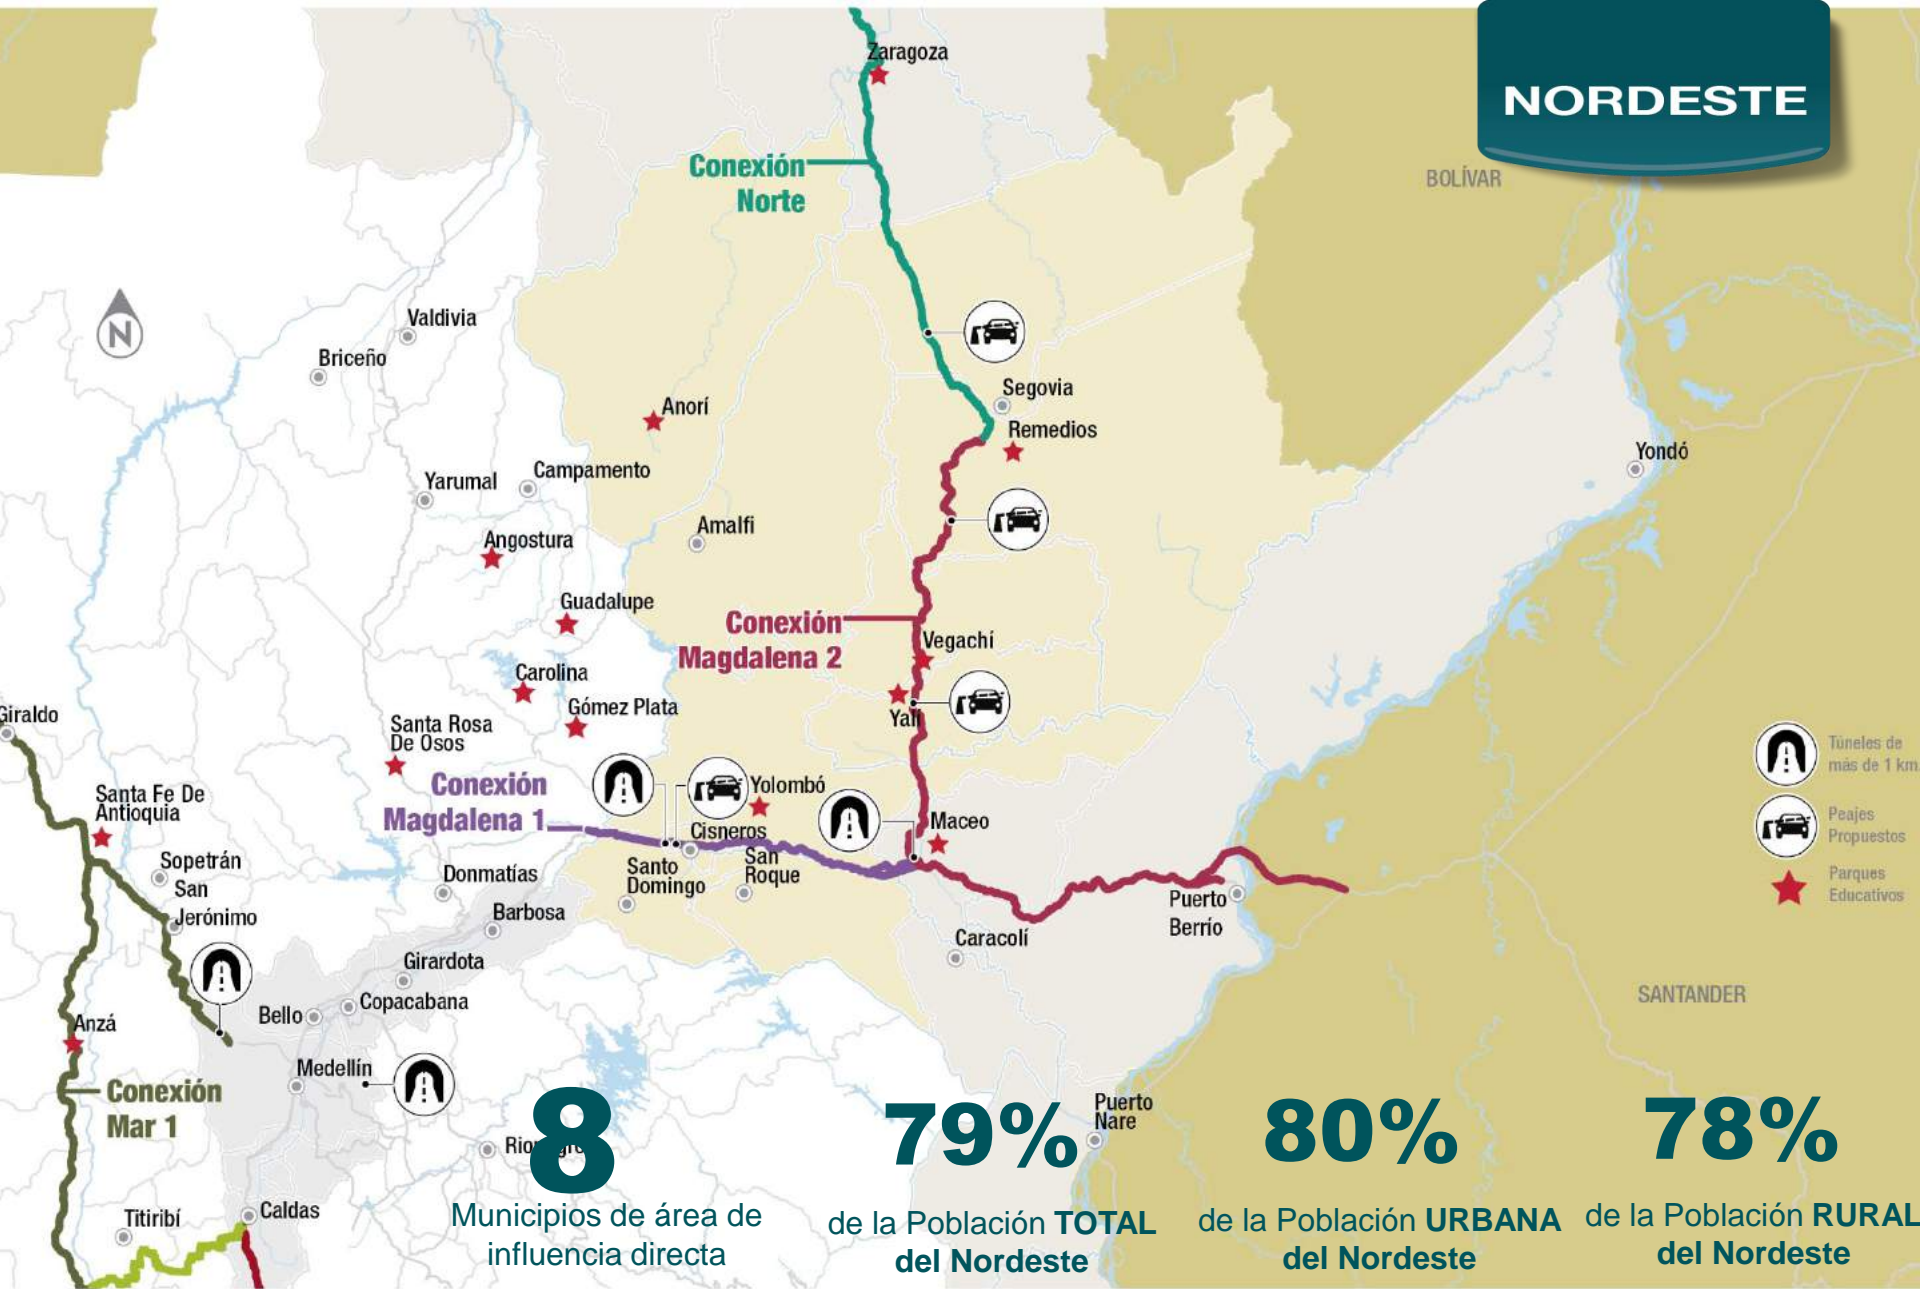 Zaragoza
NORDESTE
Conexión
Norte
BOLÍVAR
N
Valdivia
Briceño
Segovia
Anorí
Remedios
Yondó
Campamento
Yarumal
Amalfi
Angostura
Guadalupe
Conexión
Magdalena 2
Vegachí
Carolina
Gómez Plata
Yalí
Giraldo
Santa Rosa
De Osos
Túneles de
más de 1 km.
Conexión
Magdalena 1
Yolombó
Santa Fe De
Antioquia
Maceo
Peajes
Propuestos
Cisneros
Sopetrán
San
Jerónimo
Donmatías
Santo
Domingo
San
Roque
Parques
Educativos
Puerto
Berrío
Barbosa
Caracolí
Girardota
Copacabana
Bello
SANTANDER
Anzá
Medellín
Conexión
Mar 1
Puerto
Nare
Rionegro
8
Municipios de área de
influencia directa
79%
de la Población TOTAL
del Nordeste
80%
de la Población URBANA
del Nordeste
78%
de la Población RURAL
del Nordeste
Titiribí
Caldas